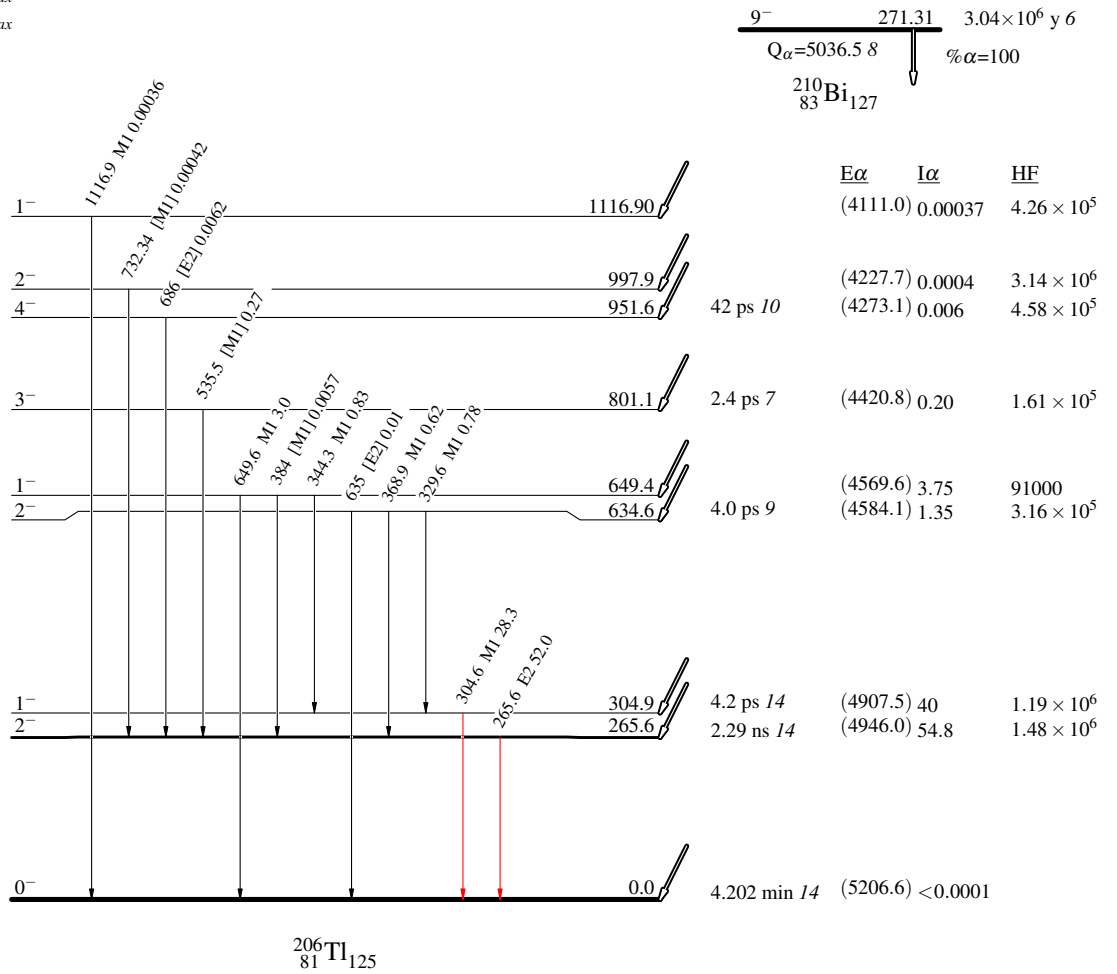 ax
ax
9⁻ 271.31 3.04×10⁶ y 6
Qα=5036.5 8 %α=100
²¹⁰₈₃Bi₁₂₇
Eα Iα HF
1116.9 M1 0.00036
732.34 [M1] 0.00042
686 [E2] 0.0062
535.5 [M1] 0.27
649.6 M1 3.0
384 [M1] 0.0057
344.3 M1 0.83
635 [E2] 0.01
368.9 M1 0.62
329.6 M1 0.78
304.6 M1 28.3
265.6 E2 52.0
1⁻ 1116.90 (4111.0) 0.00037 4.26 × 10⁵
2⁻ 997.9 (4227.7) 0.0004 3.14 × 10⁶
4⁻ 951.6 42 ps 10 (4273.1) 0.006 4.58 × 10⁵
3⁻ 801.1 2.4 ps 7 (4420.8) 0.20 1.61 × 10⁵
1⁻ 649.4 (4569.6) 3.75 91000
2⁻ 634.6 4.0 ps 9 (4584.1) 1.35 3.16 × 10⁵
1⁻ 304.9 4.2 ps 14 (4907.5) 40 1.19 × 10⁶
2⁻ 265.6 2.29 ns 14 (4946.0) 54.8 1.48 × 10⁶
0⁻ 0.0 4.202 min 14 (5206.6) <0.0001
²⁰⁶₈₁Tl₁₂₅